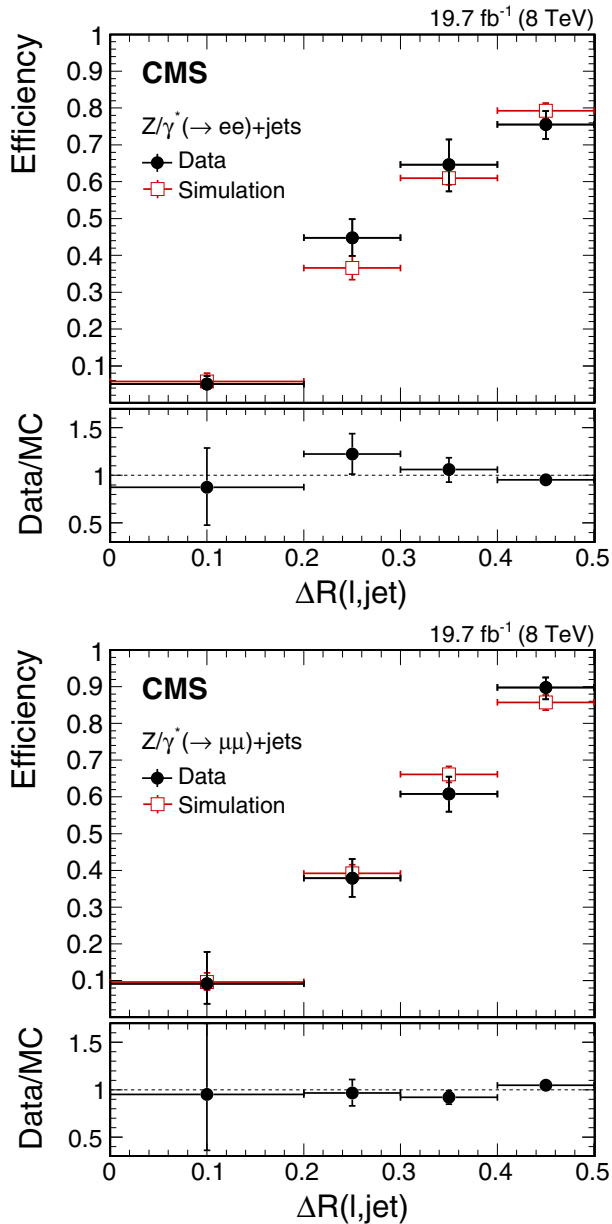 19.7 fb⁻¹ (8 TeV)
Efficiency
1
0.9
0.8
0.7
0.6
0.5
0.4
0.3
0.2
0.1
CMS
Z/γ*(→ ee)+jets
Data
Simulation
Data/MC
1.5
1
0.5
0 0.1 0.2 0.3 0.4 0.5
ΔR(l,jet)
19.7 fb⁻¹ (8 TeV)
Efficiency
1
0.9
0.8
0.7
0.6
0.5
0.4
0.3
0.2
0.1
CMS
Z/γ*(→ μμ)+jets
Data
Simulation
Data/MC
1.5
1
0.5
0 0.1 0.2 0.3 0.4 0.5
ΔR(l,jet)